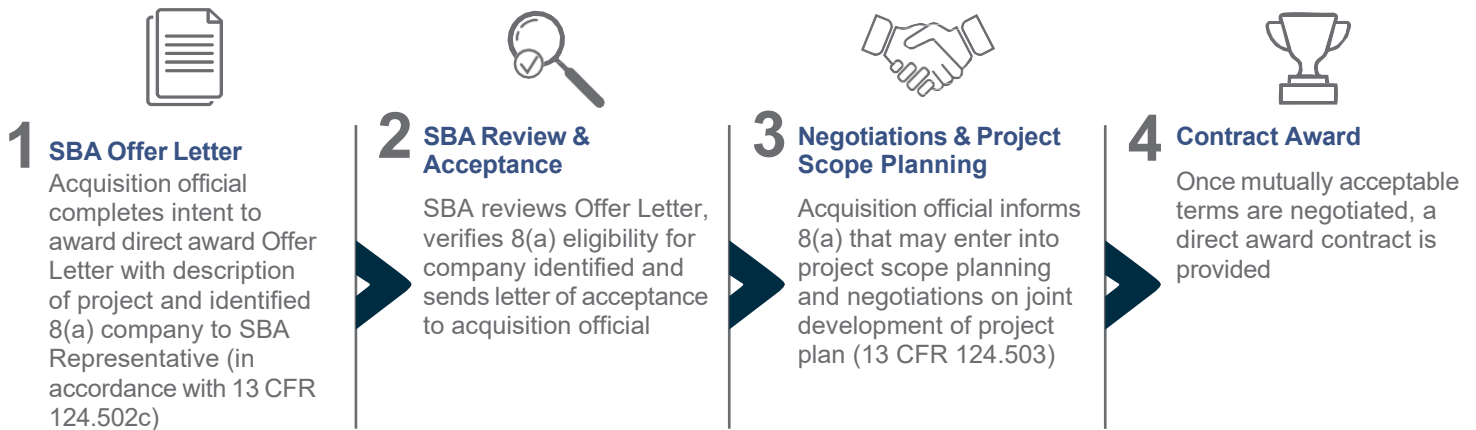 1
SBA Offer Letter
Acquisition official
completes intent to
award direct award Offer
Letter with description
of project and identified
8(a) company to SBA
Representative (in
accordance with 13 CFR
124.502c)
2
SBA Review &
Acceptance
SBA reviews Offer Letter,
verifies 8(a) eligibility for
company identified and
sends letter of acceptance
to acquisition official
3
Negotiations & Project
Scope Planning
Acquisition official informs
8(a) that may enter into
project scope planning
and negotiations on joint
development of project
plan (13 CFR 124.503)
4
Contract Award
Once mutually acceptable
terms are negotiated, a
direct award contract is
provided